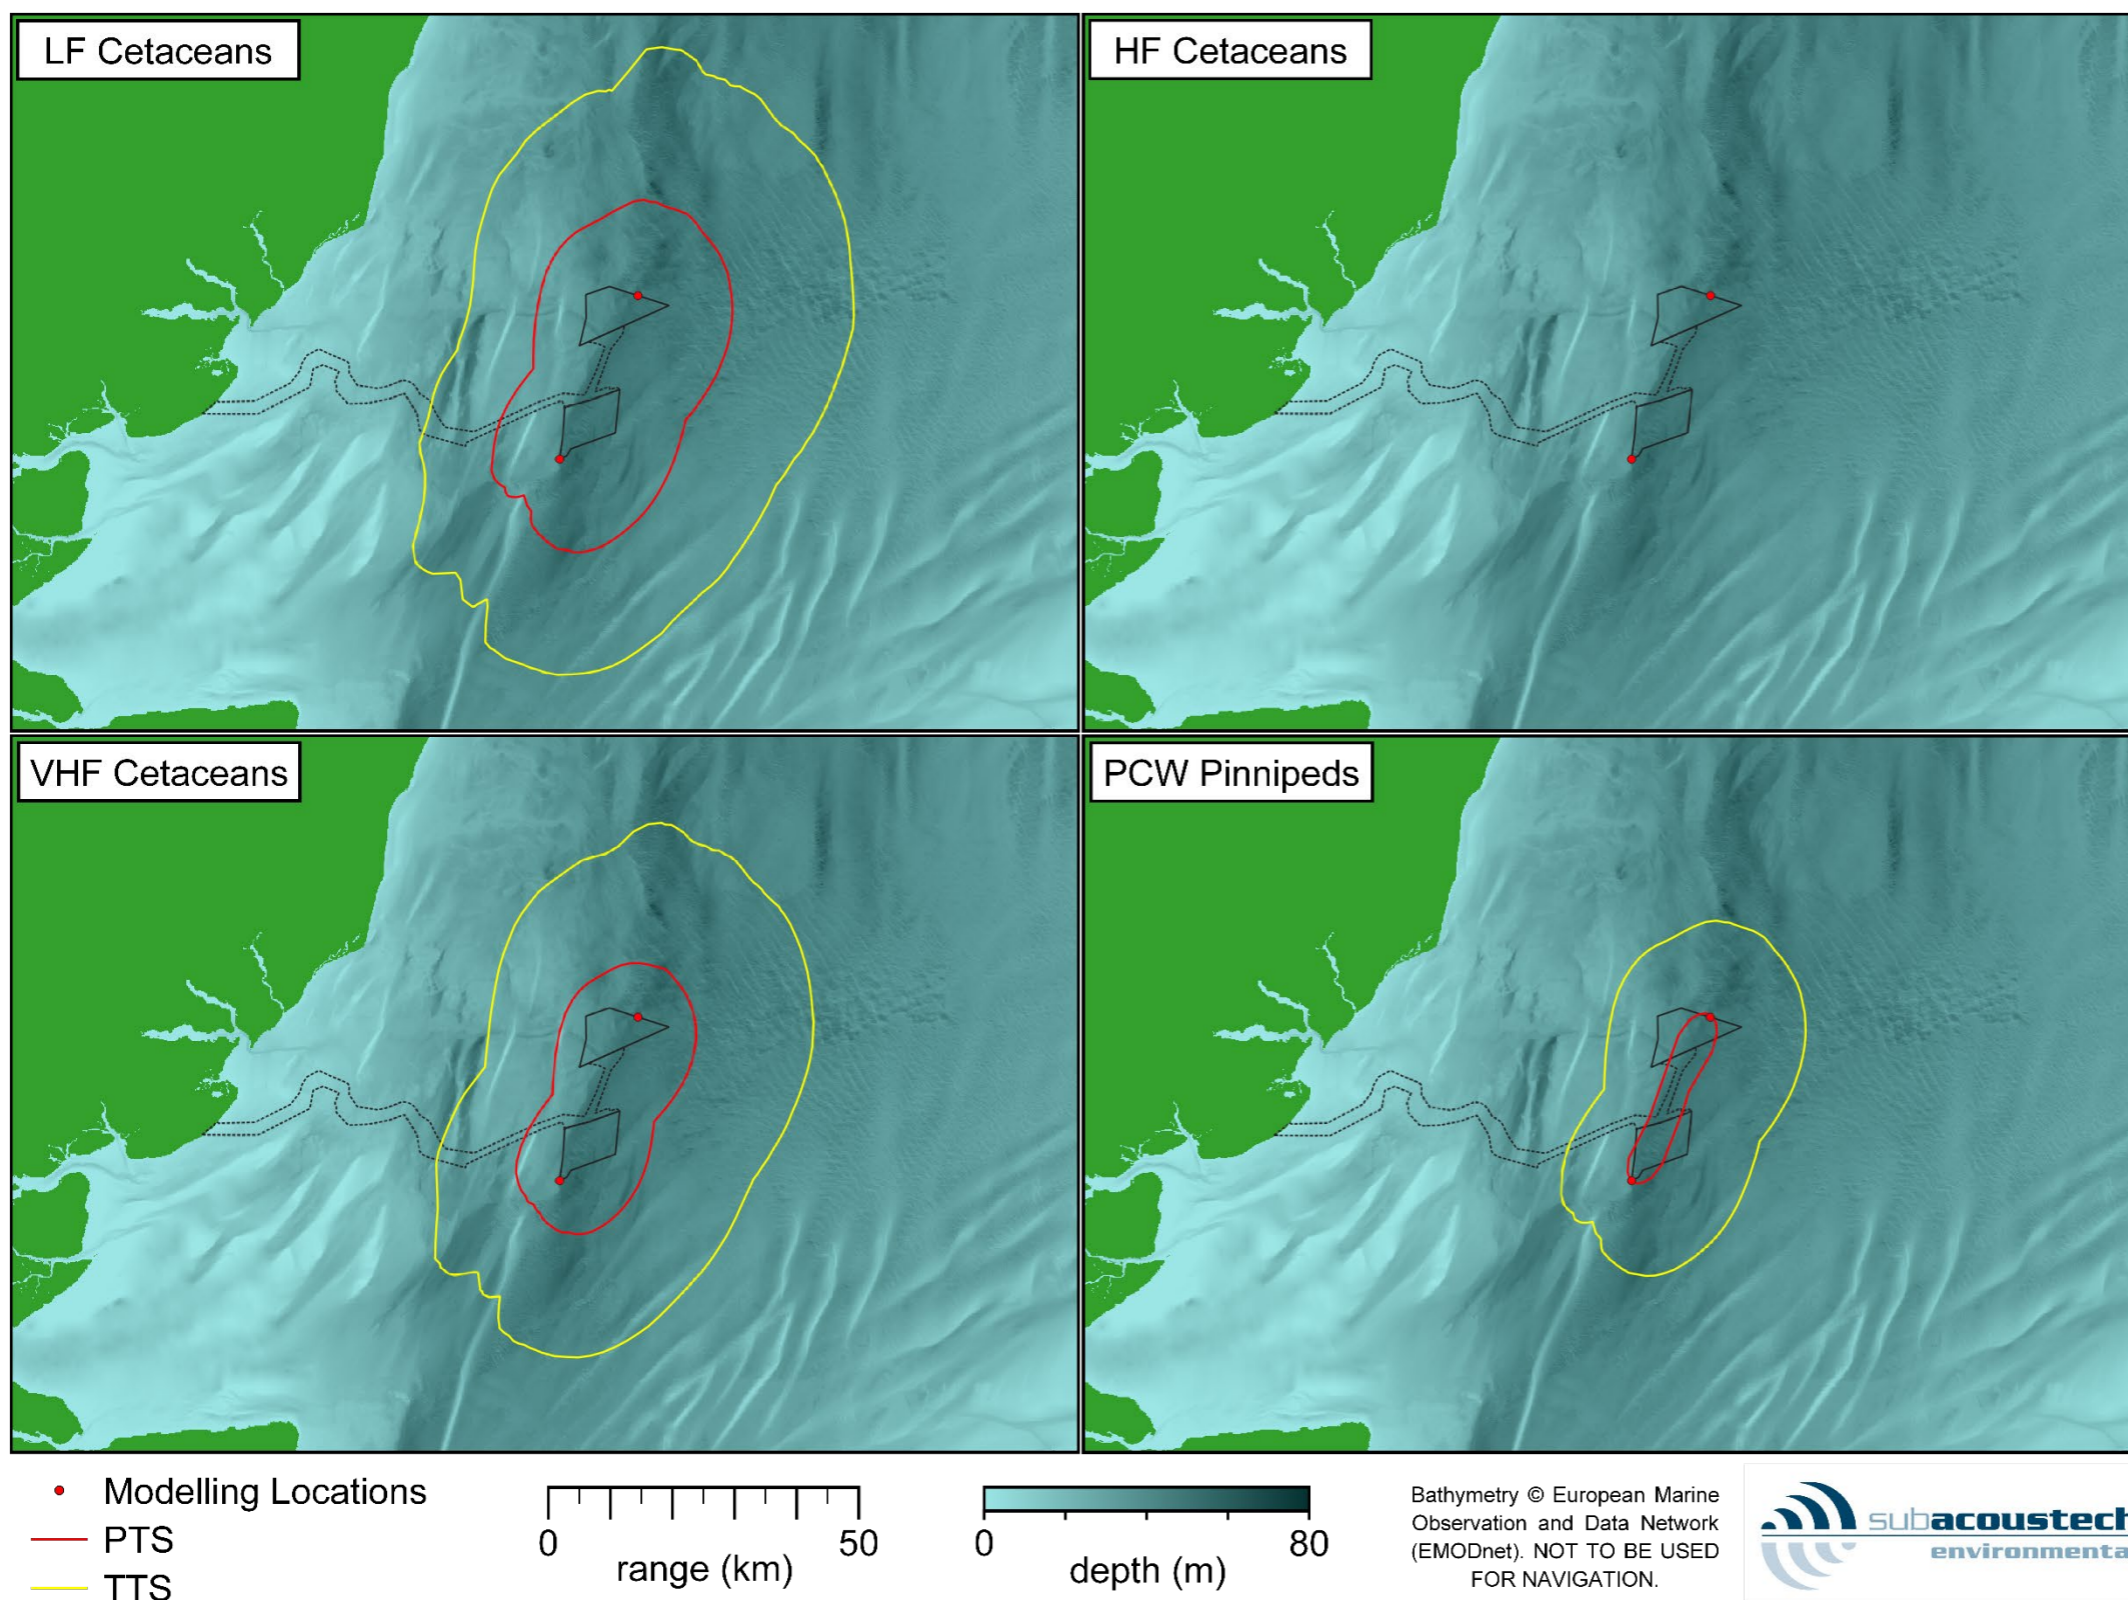 LF Cetaceans
HF Cetaceans
VHF Cetaceans
PCW Pinnipeds
Modelling Locations
PTS
TTS
0 50
range (km)
0 80
depth (m)
Bathymetry © European Marine
Observation and Data Network
(EMODnet). NOT TO BE USED
FOR NAVIGATION.
subacoustech
environmenta